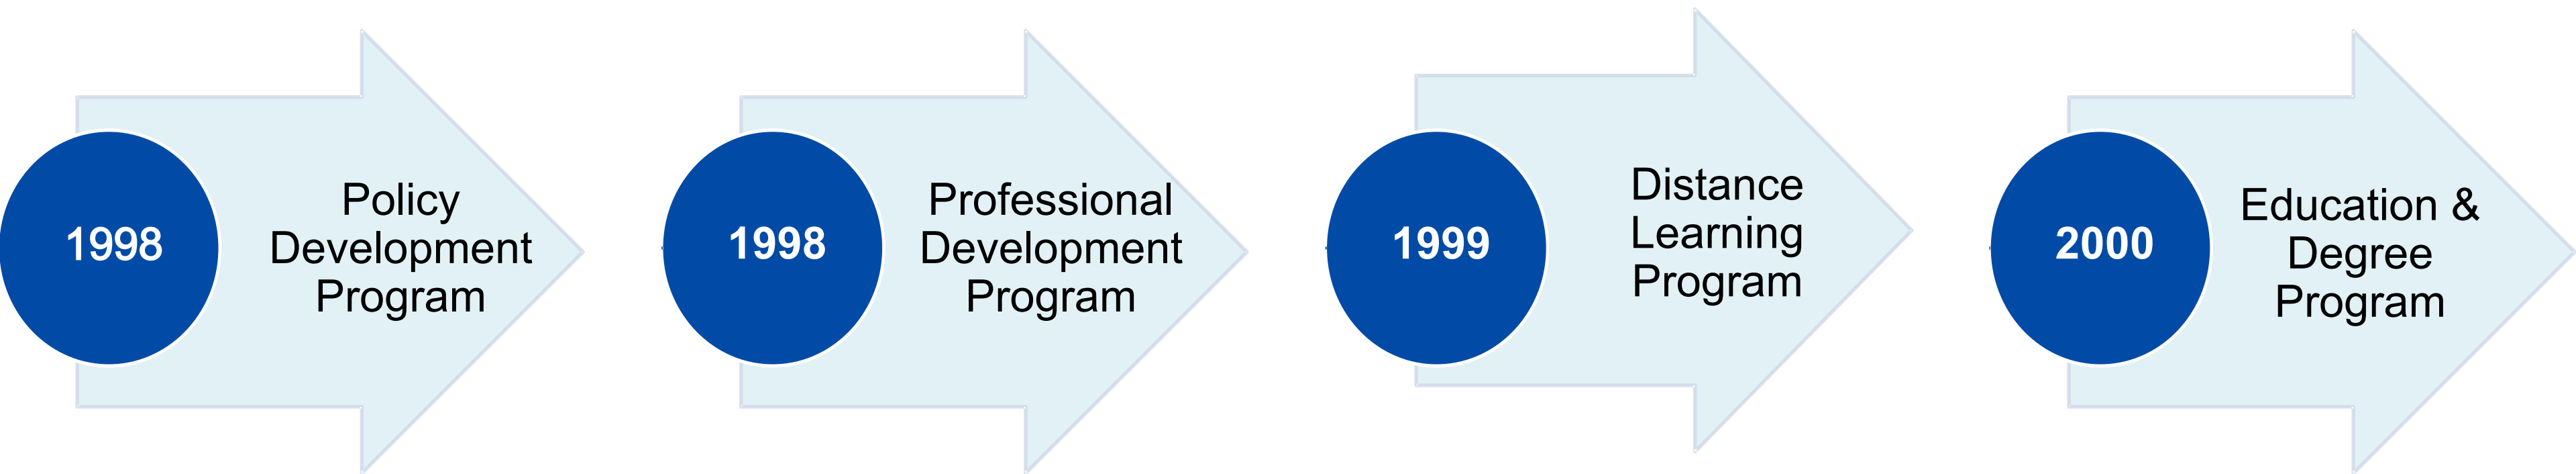 1998
Policy
Development
Program
1998
Professional
Development
Program
1999
Distance
Learning
Program
2000
Education &
Degree
Program